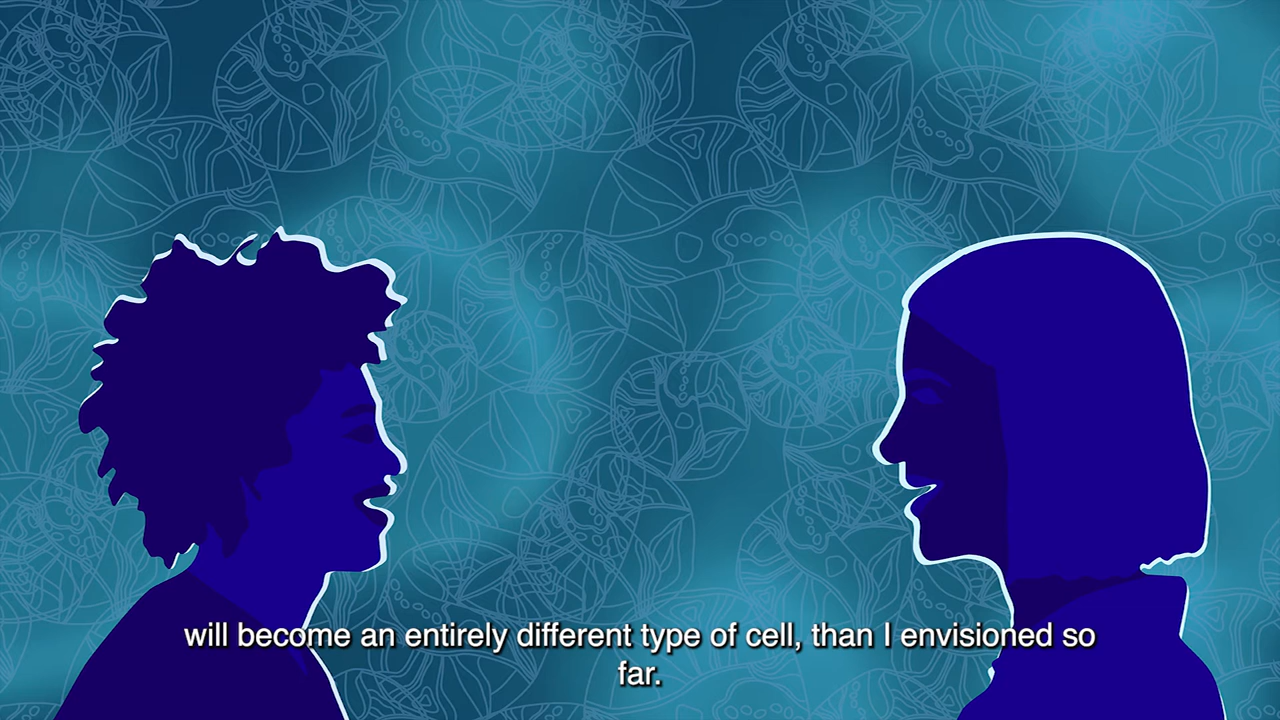 will become an entirely different type of cell, than I envisioned so
far.